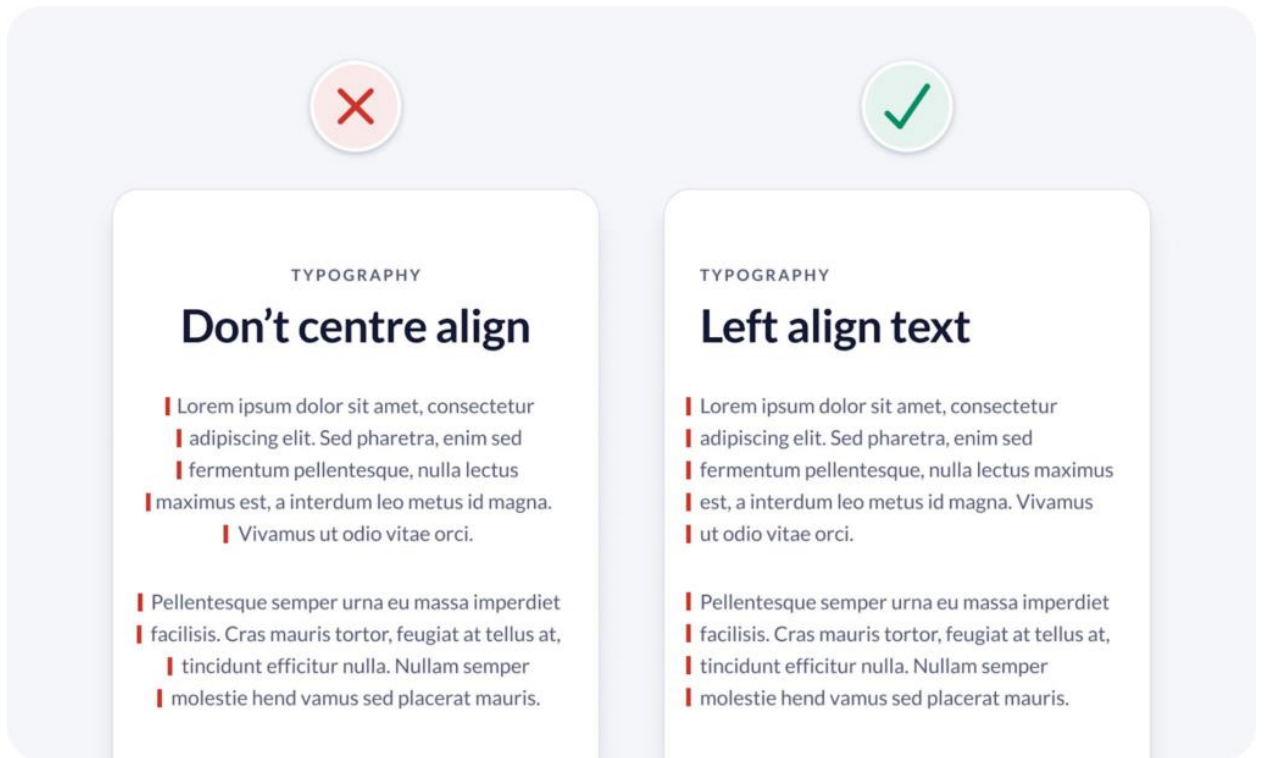 TYPOGRAPHY
Don’t centre align
Lorem ipsum dolor sit amet, consectetur
adipiscing elit. Sed pharetra, enim sed
fermentum pellentesque, nulla lectus
maximus est, a interdum leo metus id magna.
Vivamus ut odio vitae orci.
Pellentesque semper urna eu massa imperdiet
facilisis. Cras mauris tortor, feugiat at tellus at,
tincidunt efficitur nulla. Nullam semper
molestie hend vamus sed placerat mauris.
TYPOGRAPHY
Left align text
Lorem ipsum dolor sit amet, consectetur
adipiscing elit. Sed pharetra, enim sed
fermentum pellentesque, nulla lectus maximus
est, a interdum leo metus id magna. Vivamus
ut odio vitae orci.
Pellentesque semper urna eu massa imperdiet
facilisis. Cras mauris tortor, feugiat at tellus at,
tincidunt efficitur nulla. Nullam semper
molestie hend vamus sed placerat mauris.